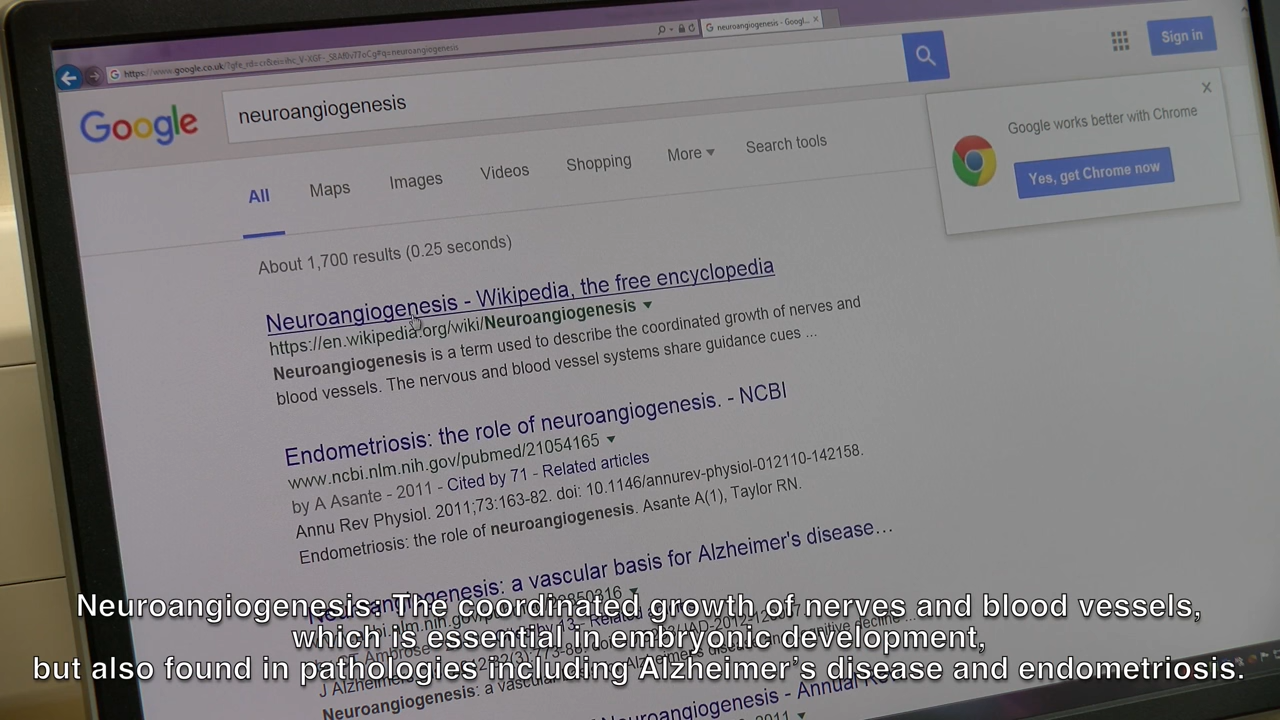 neuroangiogenesis - Googl...
Google
neuroangiogenesis
Sign in
Google works better with Chrome
Yes, get Chrome now
All Maps Images Videos Shopping More Search tools
About 1,700 results (0.25 seconds)
Neuroangiogenesis - Wikipedia, the free encyclopedia
https://en.wikipedia.org/wiki/Neuroangiogenesis
Neuroangiogenesis is a term used to describe the coordinated growth of nerves and
blood vessels. The nervous and blood vessel systems share guidance cues ...
Endometriosis: the role of neuroangiogenesis. - NCBI
www.ncbi.nlm.nih.gov/pubmed/21054165
by A Asante - 2011 - Cited by 71 - Related articles
Annu Rev Physiol. 2011;73:163-82. doi: 10.1146/annurev-physiol-012110-142158.
Endometriosis: the role of neuroangiogenesis. Asante A(1), Taylor RN.
Neuroangiogenesis: a vascular basis for Alzheimer's disease...
Neuroangiogenesis: The coordinated growth of nerves and blood vessels,
which is essential in embryonic development,
but also found in pathologies including Alzheimer's disease and endometriosis.
J Alzheimer
Neuroangiogenesis: a